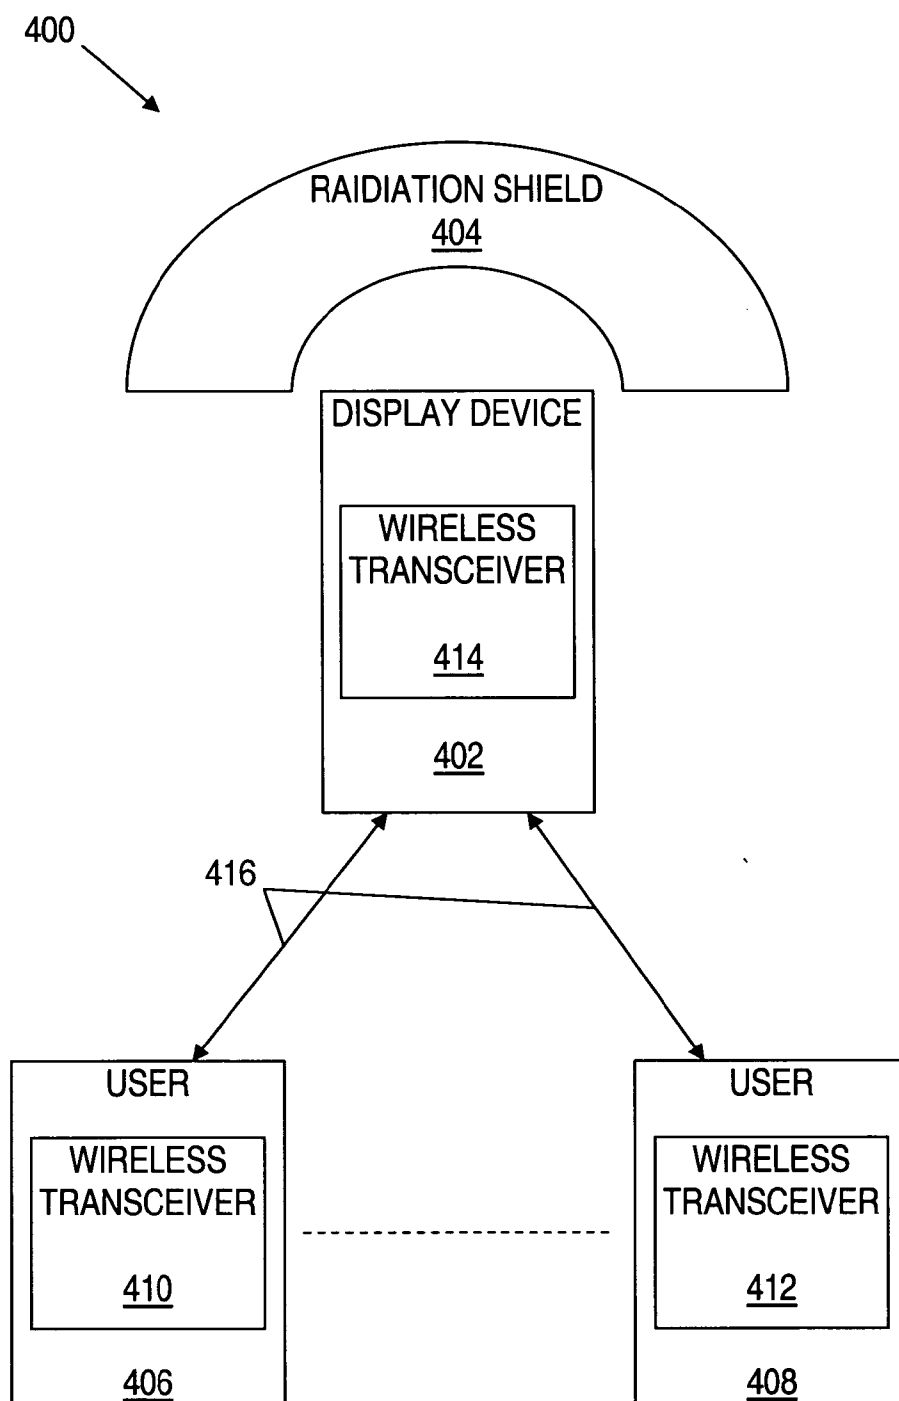 400
RAIDIATION SHIELD
404
DISPLAY DEVICE
WIRELESS
TRANSCEIVER
414
402
416
USER
WIRELESS
TRANSCEIVER
410
406
USER
WIRELESS
TRANSCEIVER
412
408